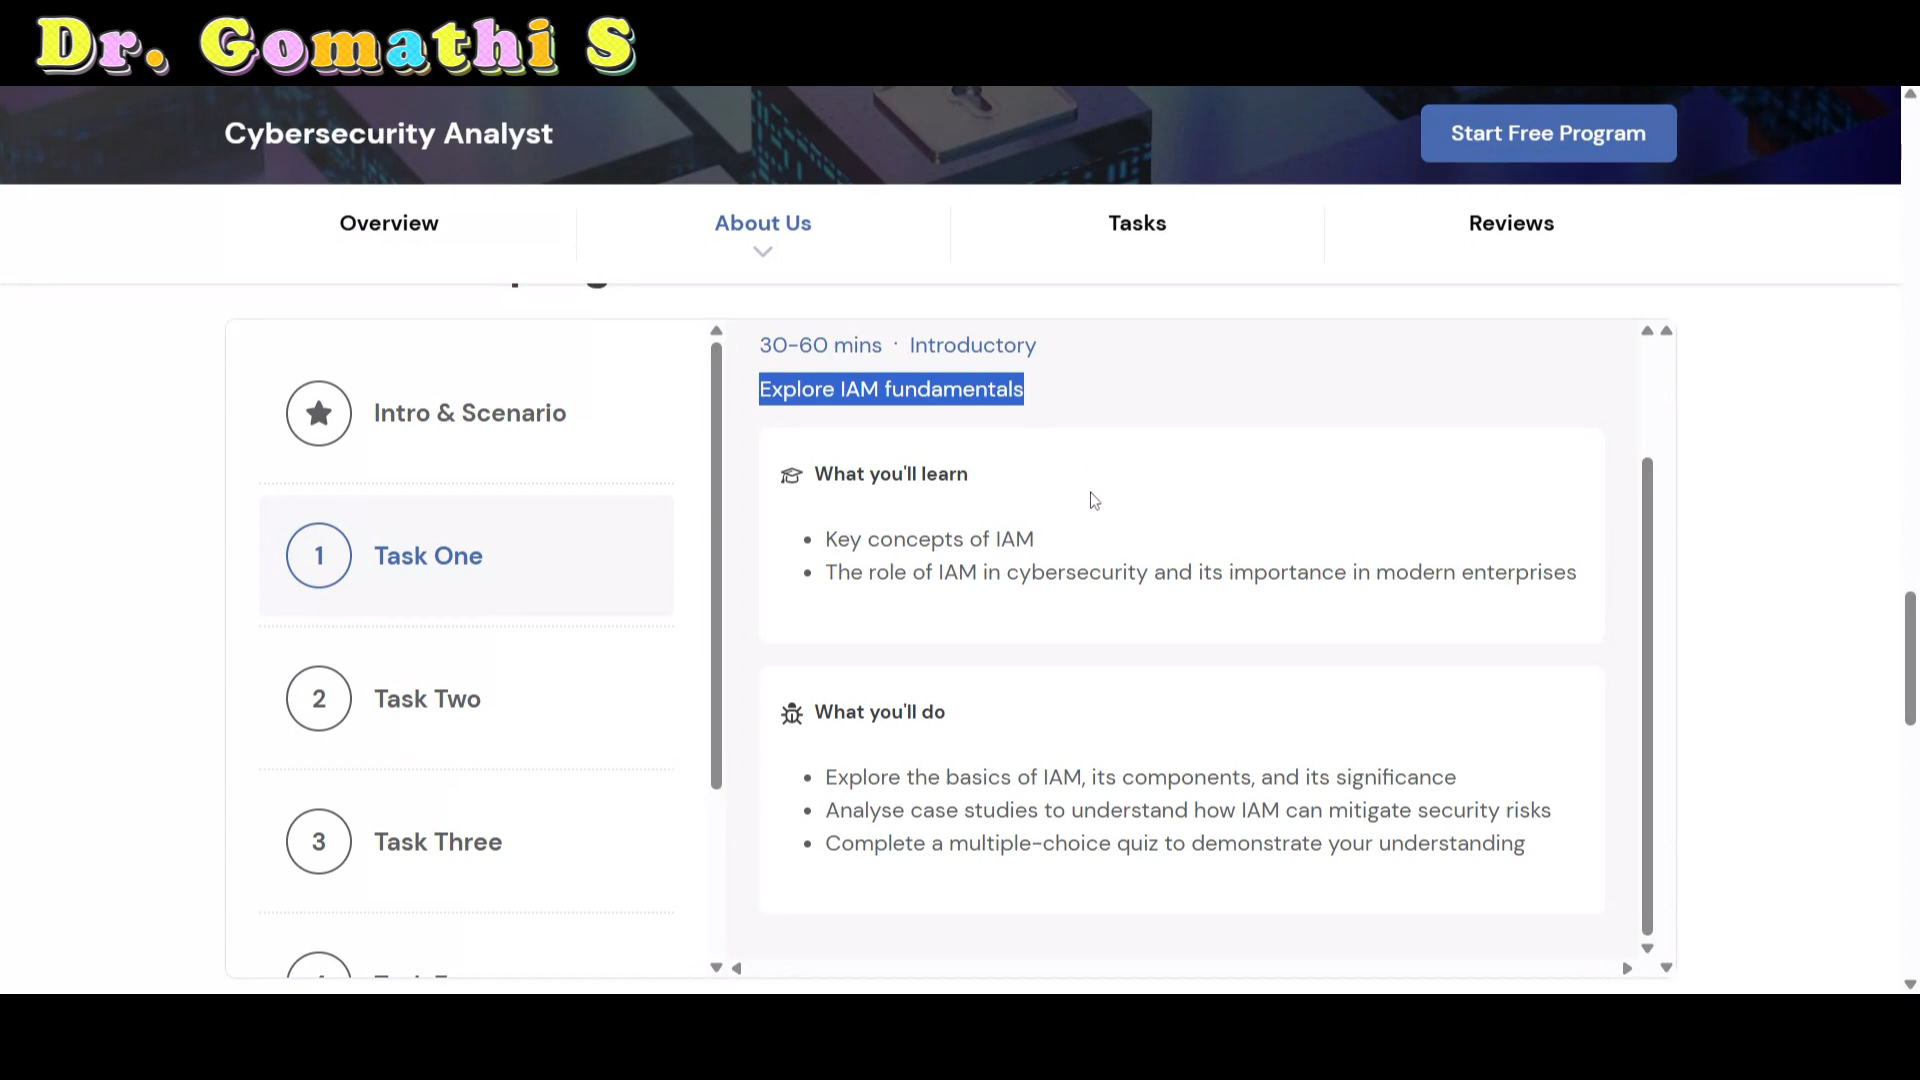 Dr. Gomathi S
Cybersecurity Analyst
Start Free Program
Overview
About Us
Tasks
Reviews
Intro & Scenario
1 Task One
2 Task Two
3 Task Three
30-60 mins · Introductory
Explore IAM fundamentals
What you'll learn
• Key concepts of IAM
• The role of IAM in cybersecurity and its importance in modern enterprises
What you'll do
• Explore the basics of IAM, its components, and its significance
• Analyse case studies to understand how IAM can mitigate security risks
• Complete a multiple-choice quiz to demonstrate your understanding